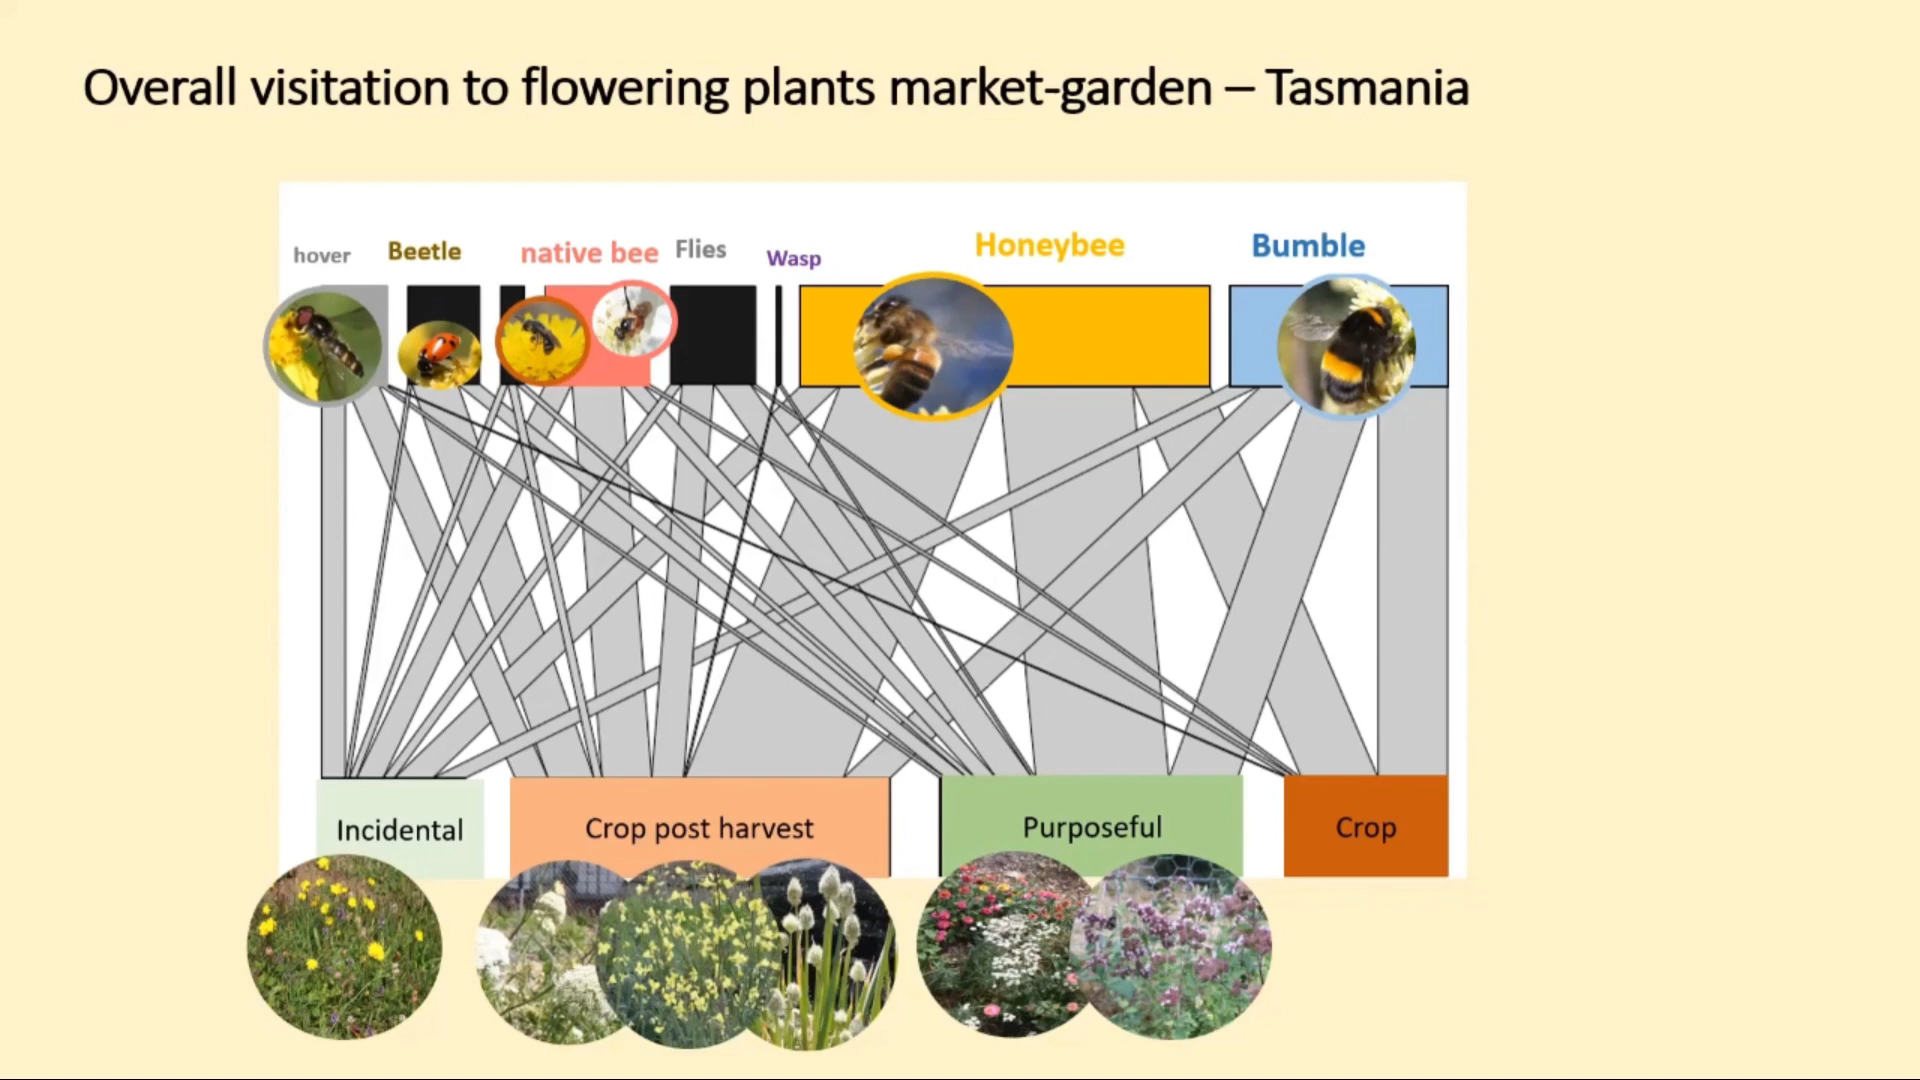 Overall visitation to flowering plants market-garden – Tasmania
hover
Beetle
native bee
Flies
Wasp
Honeybee
Bumble
Incidental
Crop post harvest
Purposeful
Crop